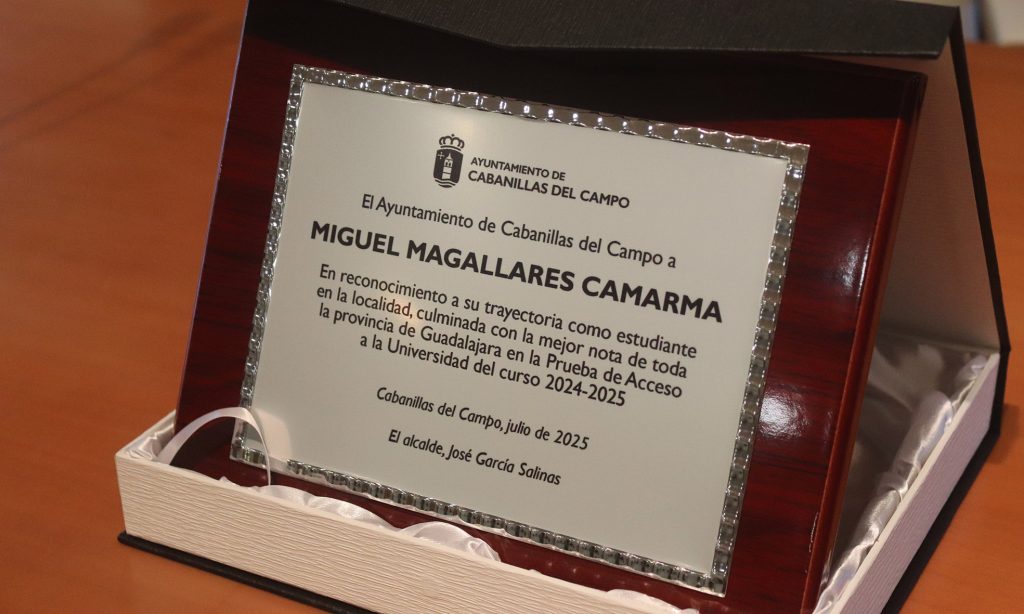 AYUNTAMIENTO DE
CABANILLAS DEL CAMPO
El Ayuntamiento de Cabanillas del Campo a
MIGUEL MAGALLARES CAMARMA
En reconocimiento a su trayectoria como estudiante
en la localidad, culminada con la mejor nota de toda
la provincia de Guadalajara en la Prueba de Acceso
a la Universidad del curso 2024-2025
Cabanillas del Campo, julio de 2025
El alcalde, José García Salinas